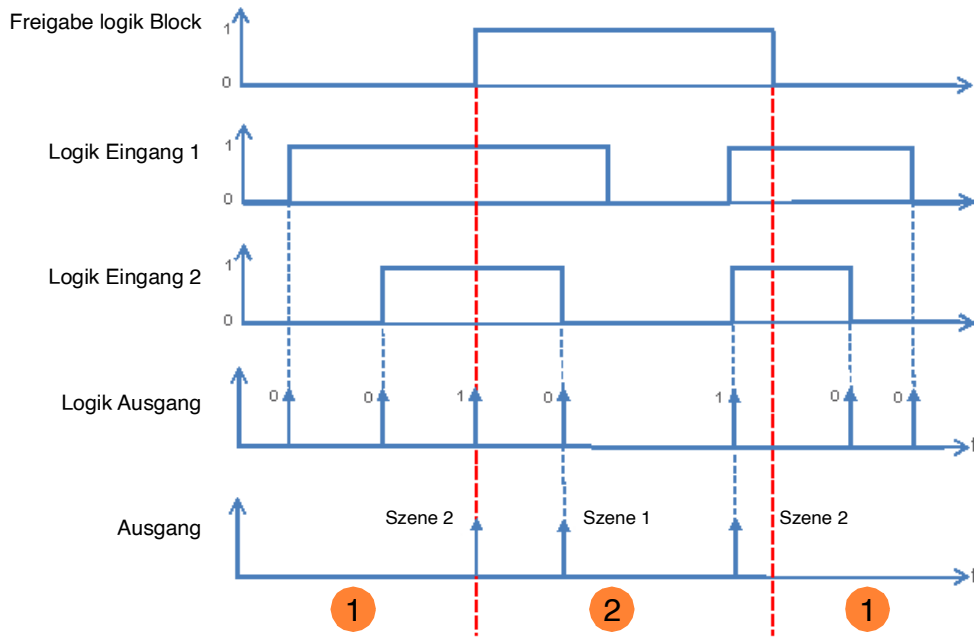 Freigabe logik Block
1
0
Logik Eingang 1
1
0
Logik Eingang 2
1
0
Logik Ausgang
0 0 1 0 1 0 0
t
Ausgang
Szene 2 Szene 1 Szene 2
t
1 2 1